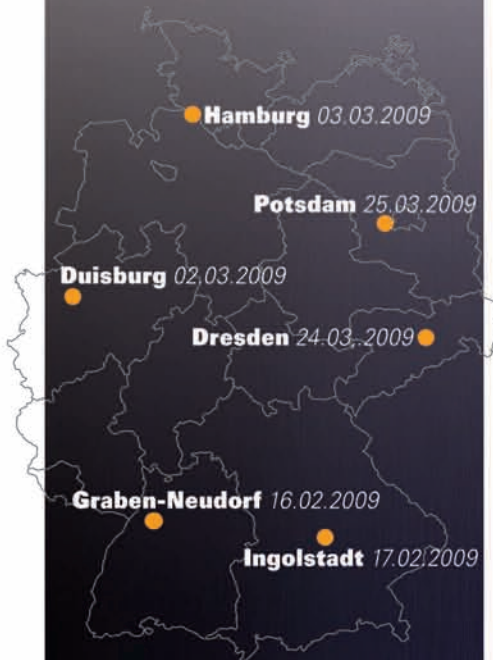 Hamburg 03.03.2009
Potsdam 25.03.2009
Duisburg 02.03.2009
Dresden 24.03,.2009
Graben-Neudorf 16.02.2009
Ingolstadt 17.02.2009